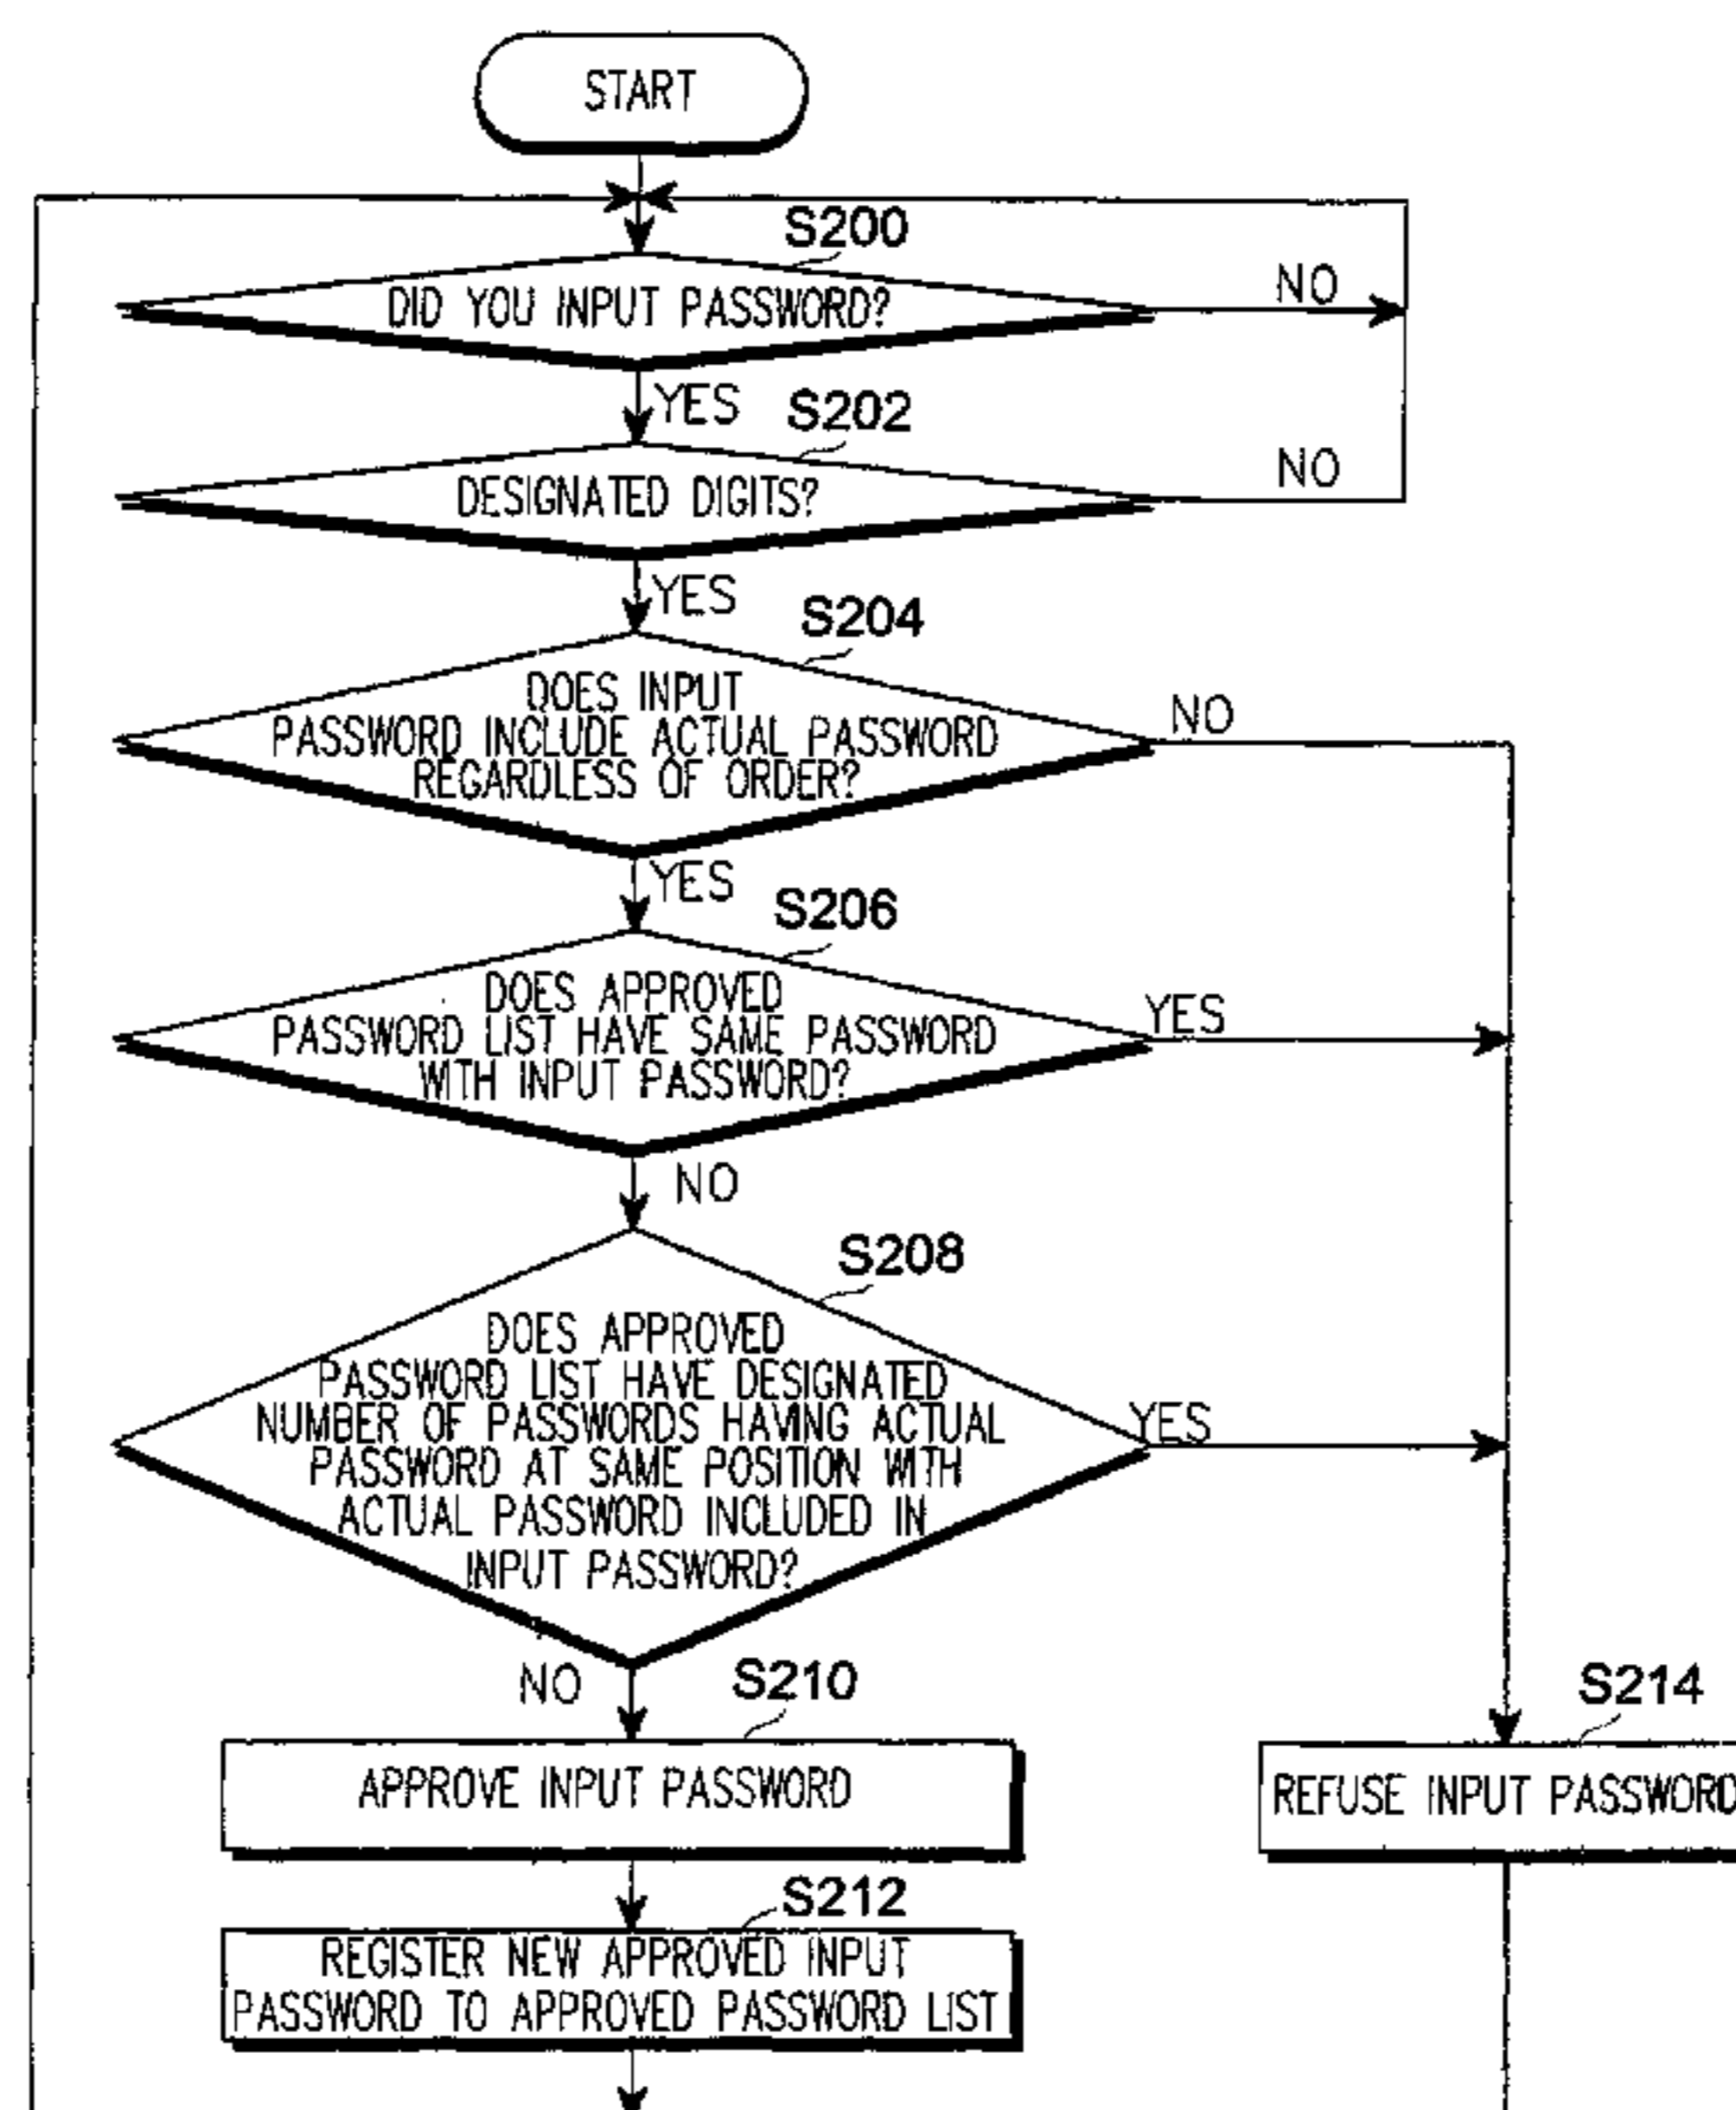 START
S200
DID YOU INPUT PASSWORD?
NO
YES
S202
DESIGNATED DIGITS?
NO
YES
S204
DOES INPUT
PASSWORD INCLUDE ACTUAL PASSWORD
REGARDLESS OF ORDER?
NO
YES
S206
DOES APPROVED
PASSWORD LIST HAVE SAME PASSWORD
WITH INPUT PASSWORD?
YES
NO
S208
DOES APPROVED
PASSWORD LIST HAVE DESIGNATED
NUMBER OF PASSWORDS HAVING ACTUAL
PASSWORD AT SAME POSITION WITH
ACTUAL PASSWORD INCLUDED IN
INPUT PASSWORD?
YES
NO
S210
APPROVE INPUT PASSWORD
S214
REFUSE INPUT PASSWORD
S212
REGISTER NEW APPROVED INPUT
PASSWORD TO APPROVED PASSWORD LIST